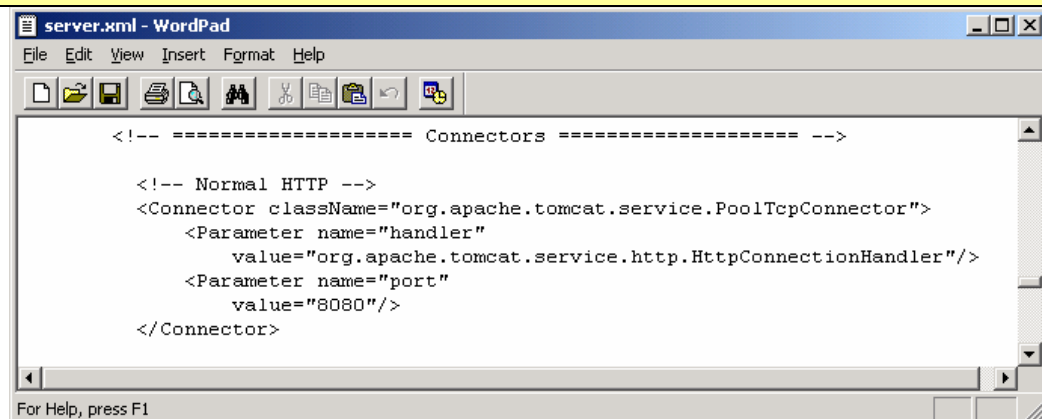 server.xml - WordPad
File Edit View Insert Format Help
<!-- ==================== Connectors ==================== -->
<!-- Normal HTTP -->
<Connector className="org.apache.tomcat.service.PoolTcpConnector">
<Parameter name="handler"
value="org.apache.tomcat.service.http.HttpConnectionHandler"/>
<Parameter name="port"
value="8080"/>
</Connector>
For Help, press F1